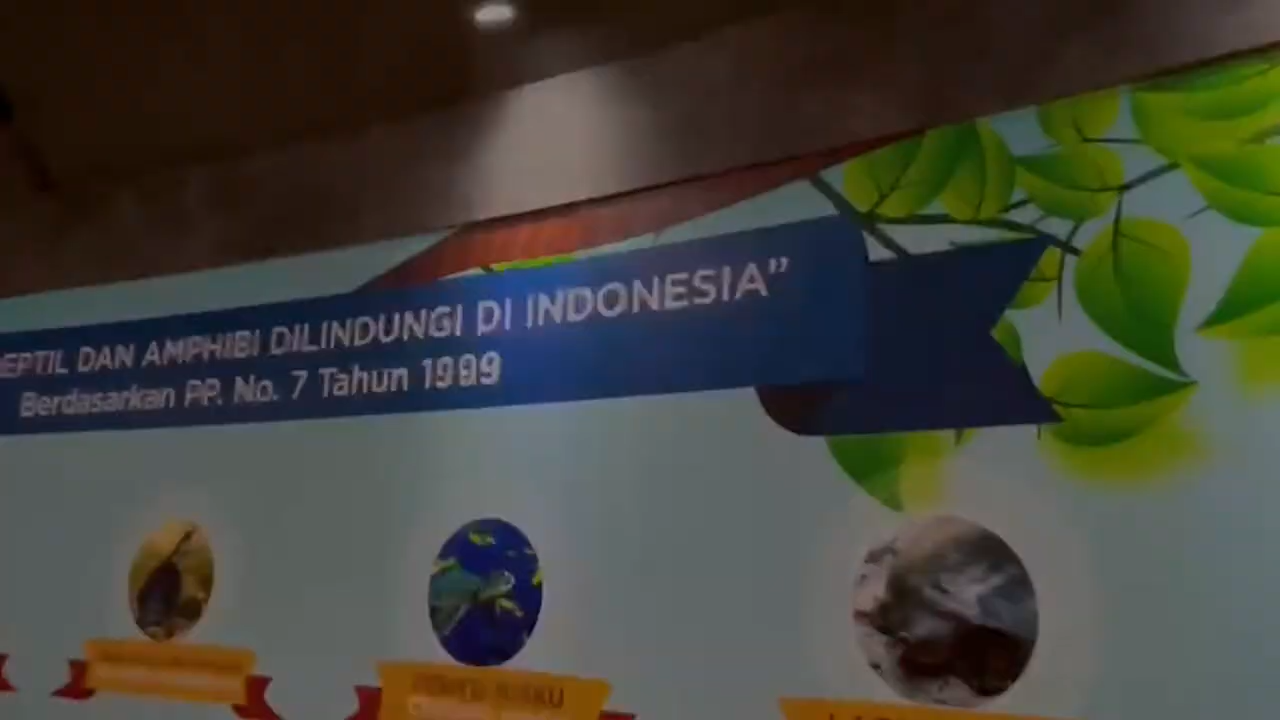 EPTIL DAN AMPHIBI DILINDUNGI DI INDONESIA”
Berdasarkan PP. No. 7 Tahun 1999